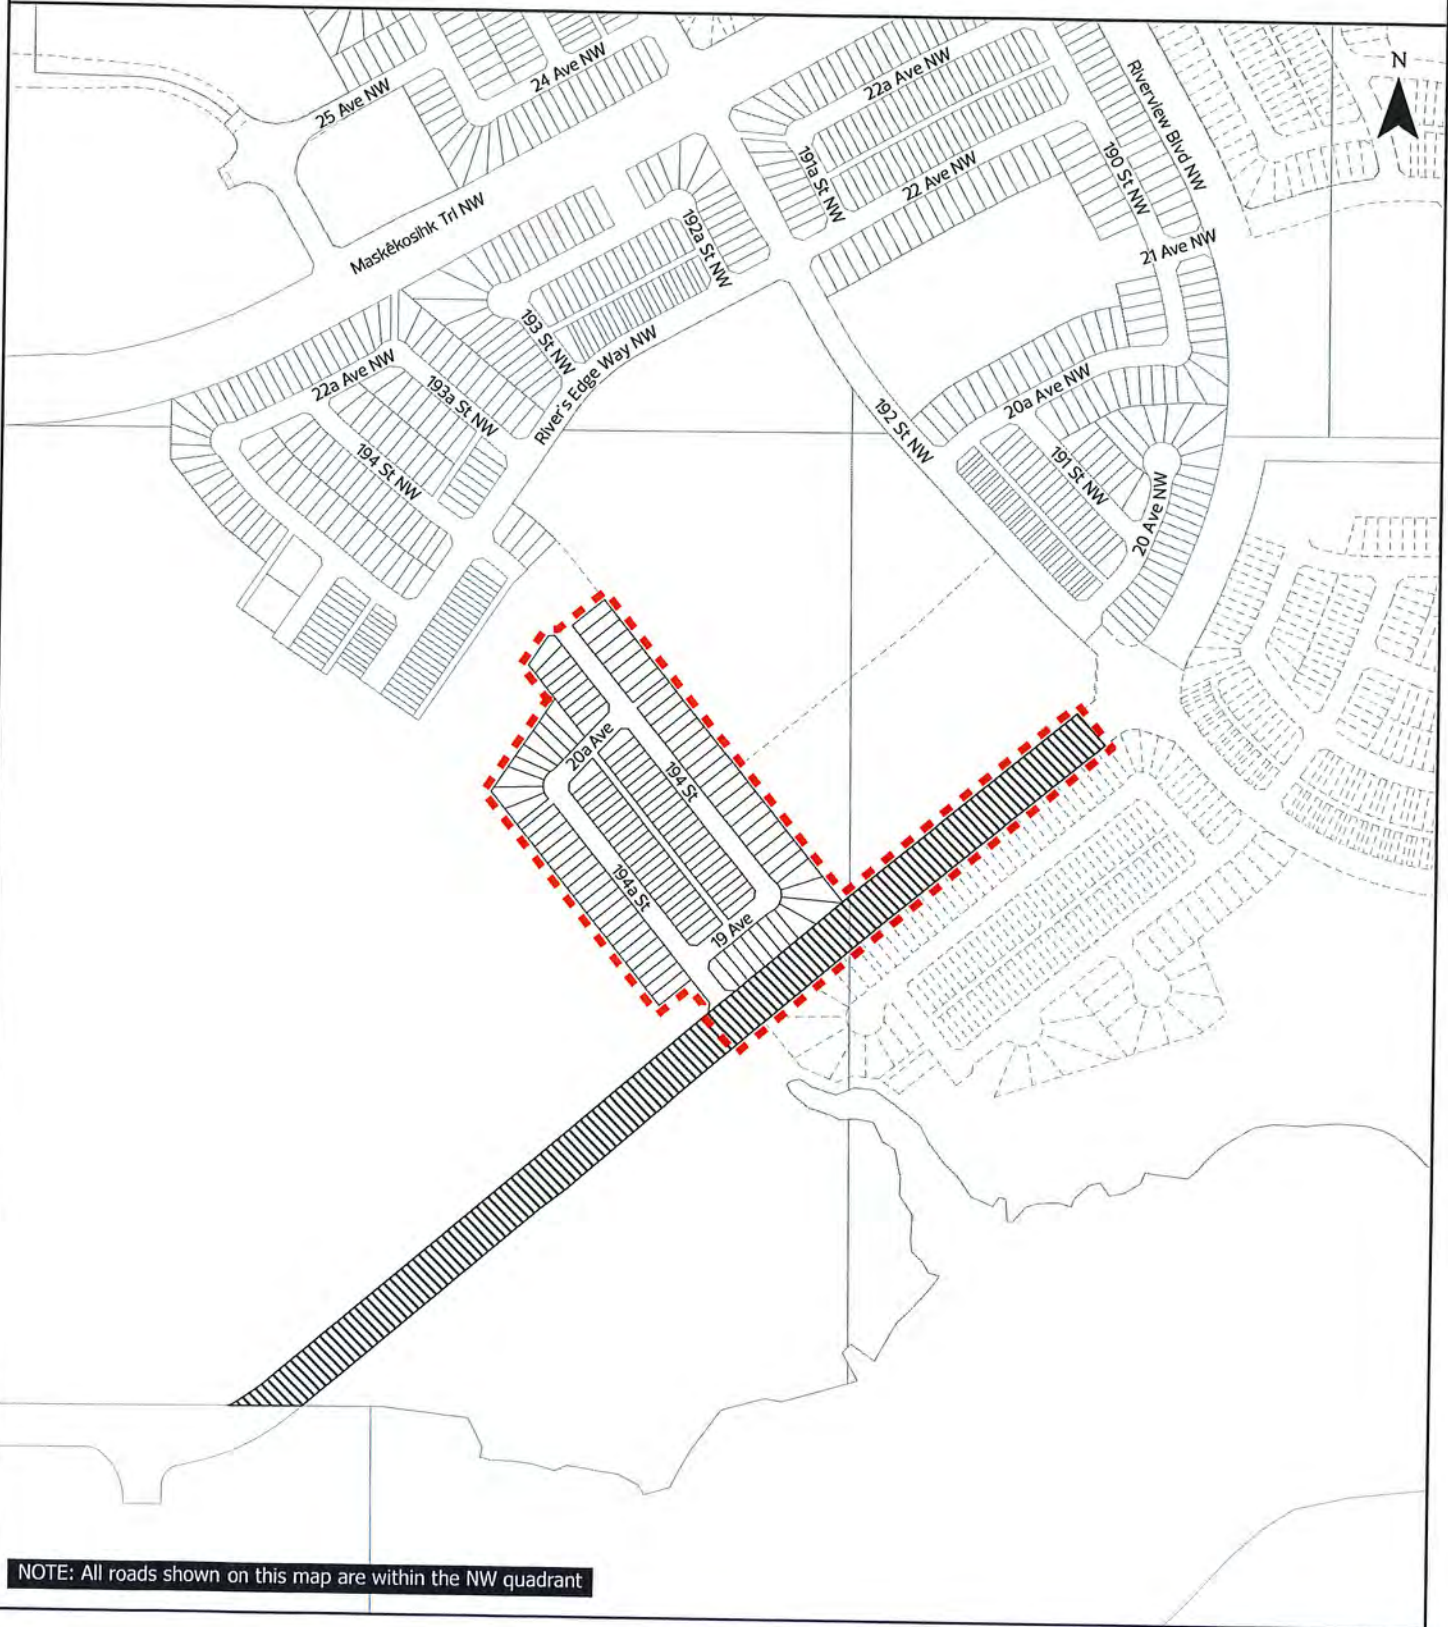 N
25 Ave NW
24 Ave NW
22a Ave NW
Riverview Blvd NW
191a St NW
22 Ave NW
190 St NW
Maskêkosihk Trl NW
192a St NW
21 Ave NW
193 St NW
River's Edge Way NW
22a Ave NW
193a St NW
20a Ave NW
192 St NW
194 St NW
191 St NW
20 Ave NW
20a Ave
194 St
194a St
19 Ave
NOTE: All roads shown on this map are within the NW quadrant